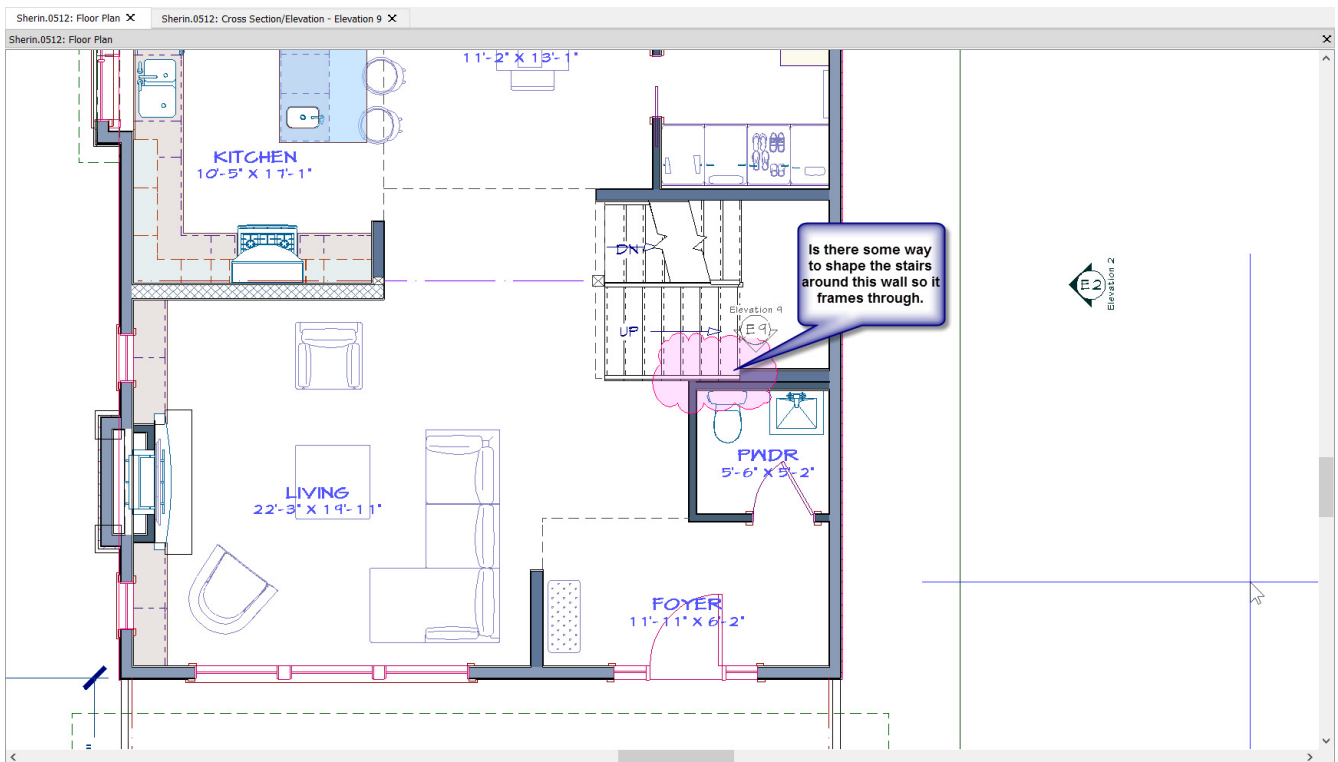 Sherin.0512: Floor Plan X
Sherin.0512: Cross Section/Elevation - Elevation 9 X
Sherin.0512: Floor Plan
11'-2" X 13'-1"
KITCHEN
10'-5" X 17'-1"
DN
Is there some way
to shape the stairs
around this wall so it
frames through.
Elevation 2
E2
Elevation 9
UP
E9
PWDR
5'-6" X 5'-2"
LIVING
22'-3" X 19'-11"
FOYER
11'-11" X 6'-2"